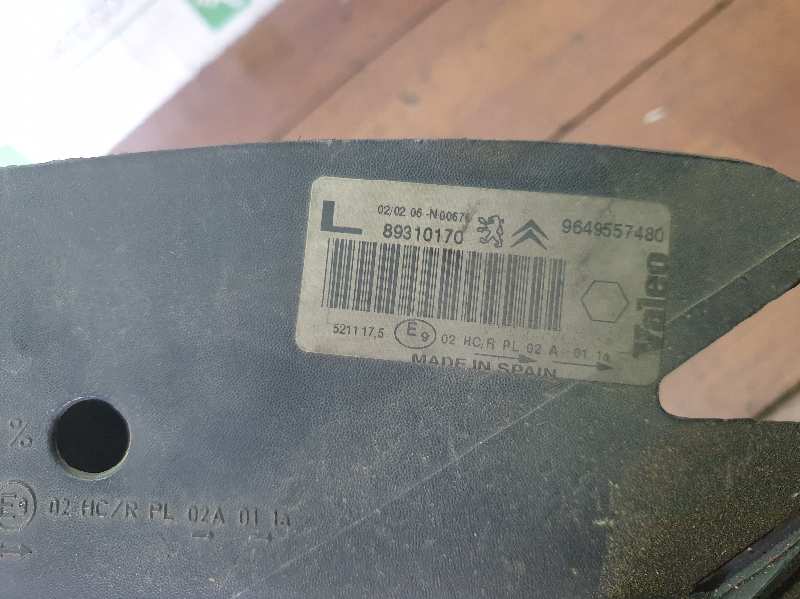 L
02/02 06 -N 00676
89310170
9649557480
Valeo
521117,5 E9 02 HC/R PL 02 A 01 1a
MADE IN SPAIN
%
E9 02 HC/R PL 02A 01 1a